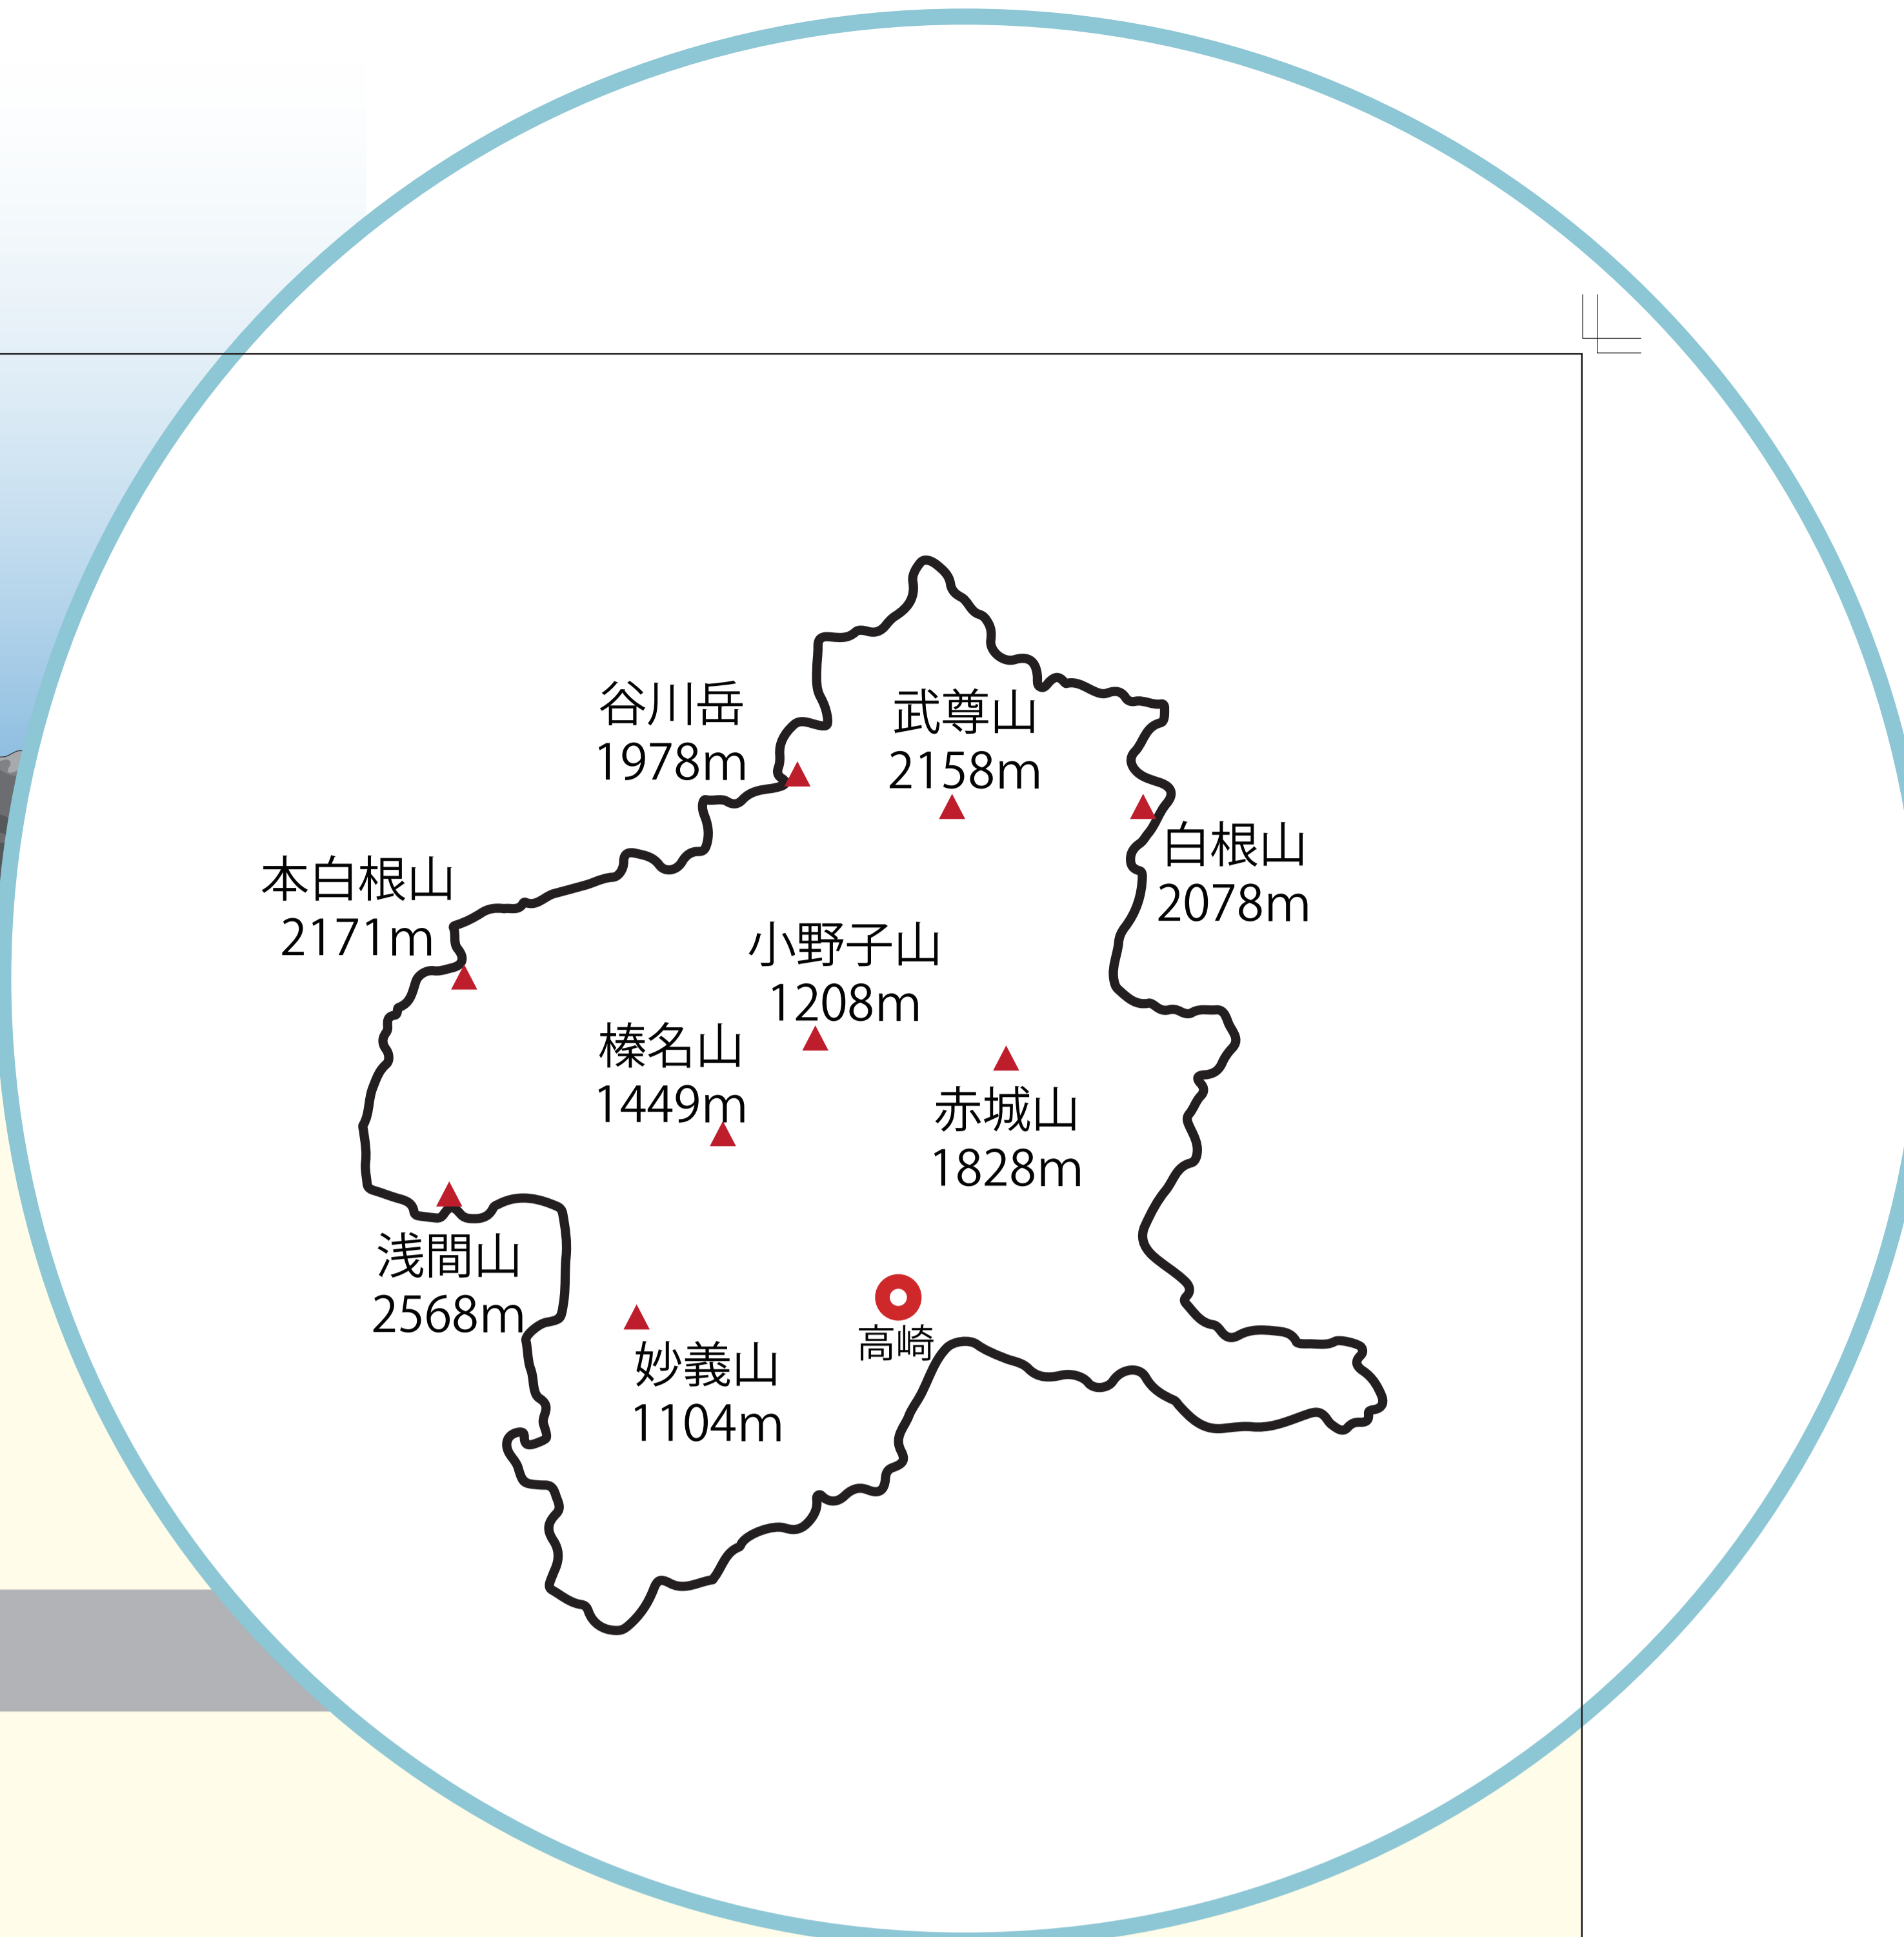 谷川岳
1978m
武尊山
2158m
白根山
2078m
本白根山
2171m
小野子山
1208m
榛名山
1449m
赤城山
1828m
浅間山
2568m
妙義山
1104m
高崎